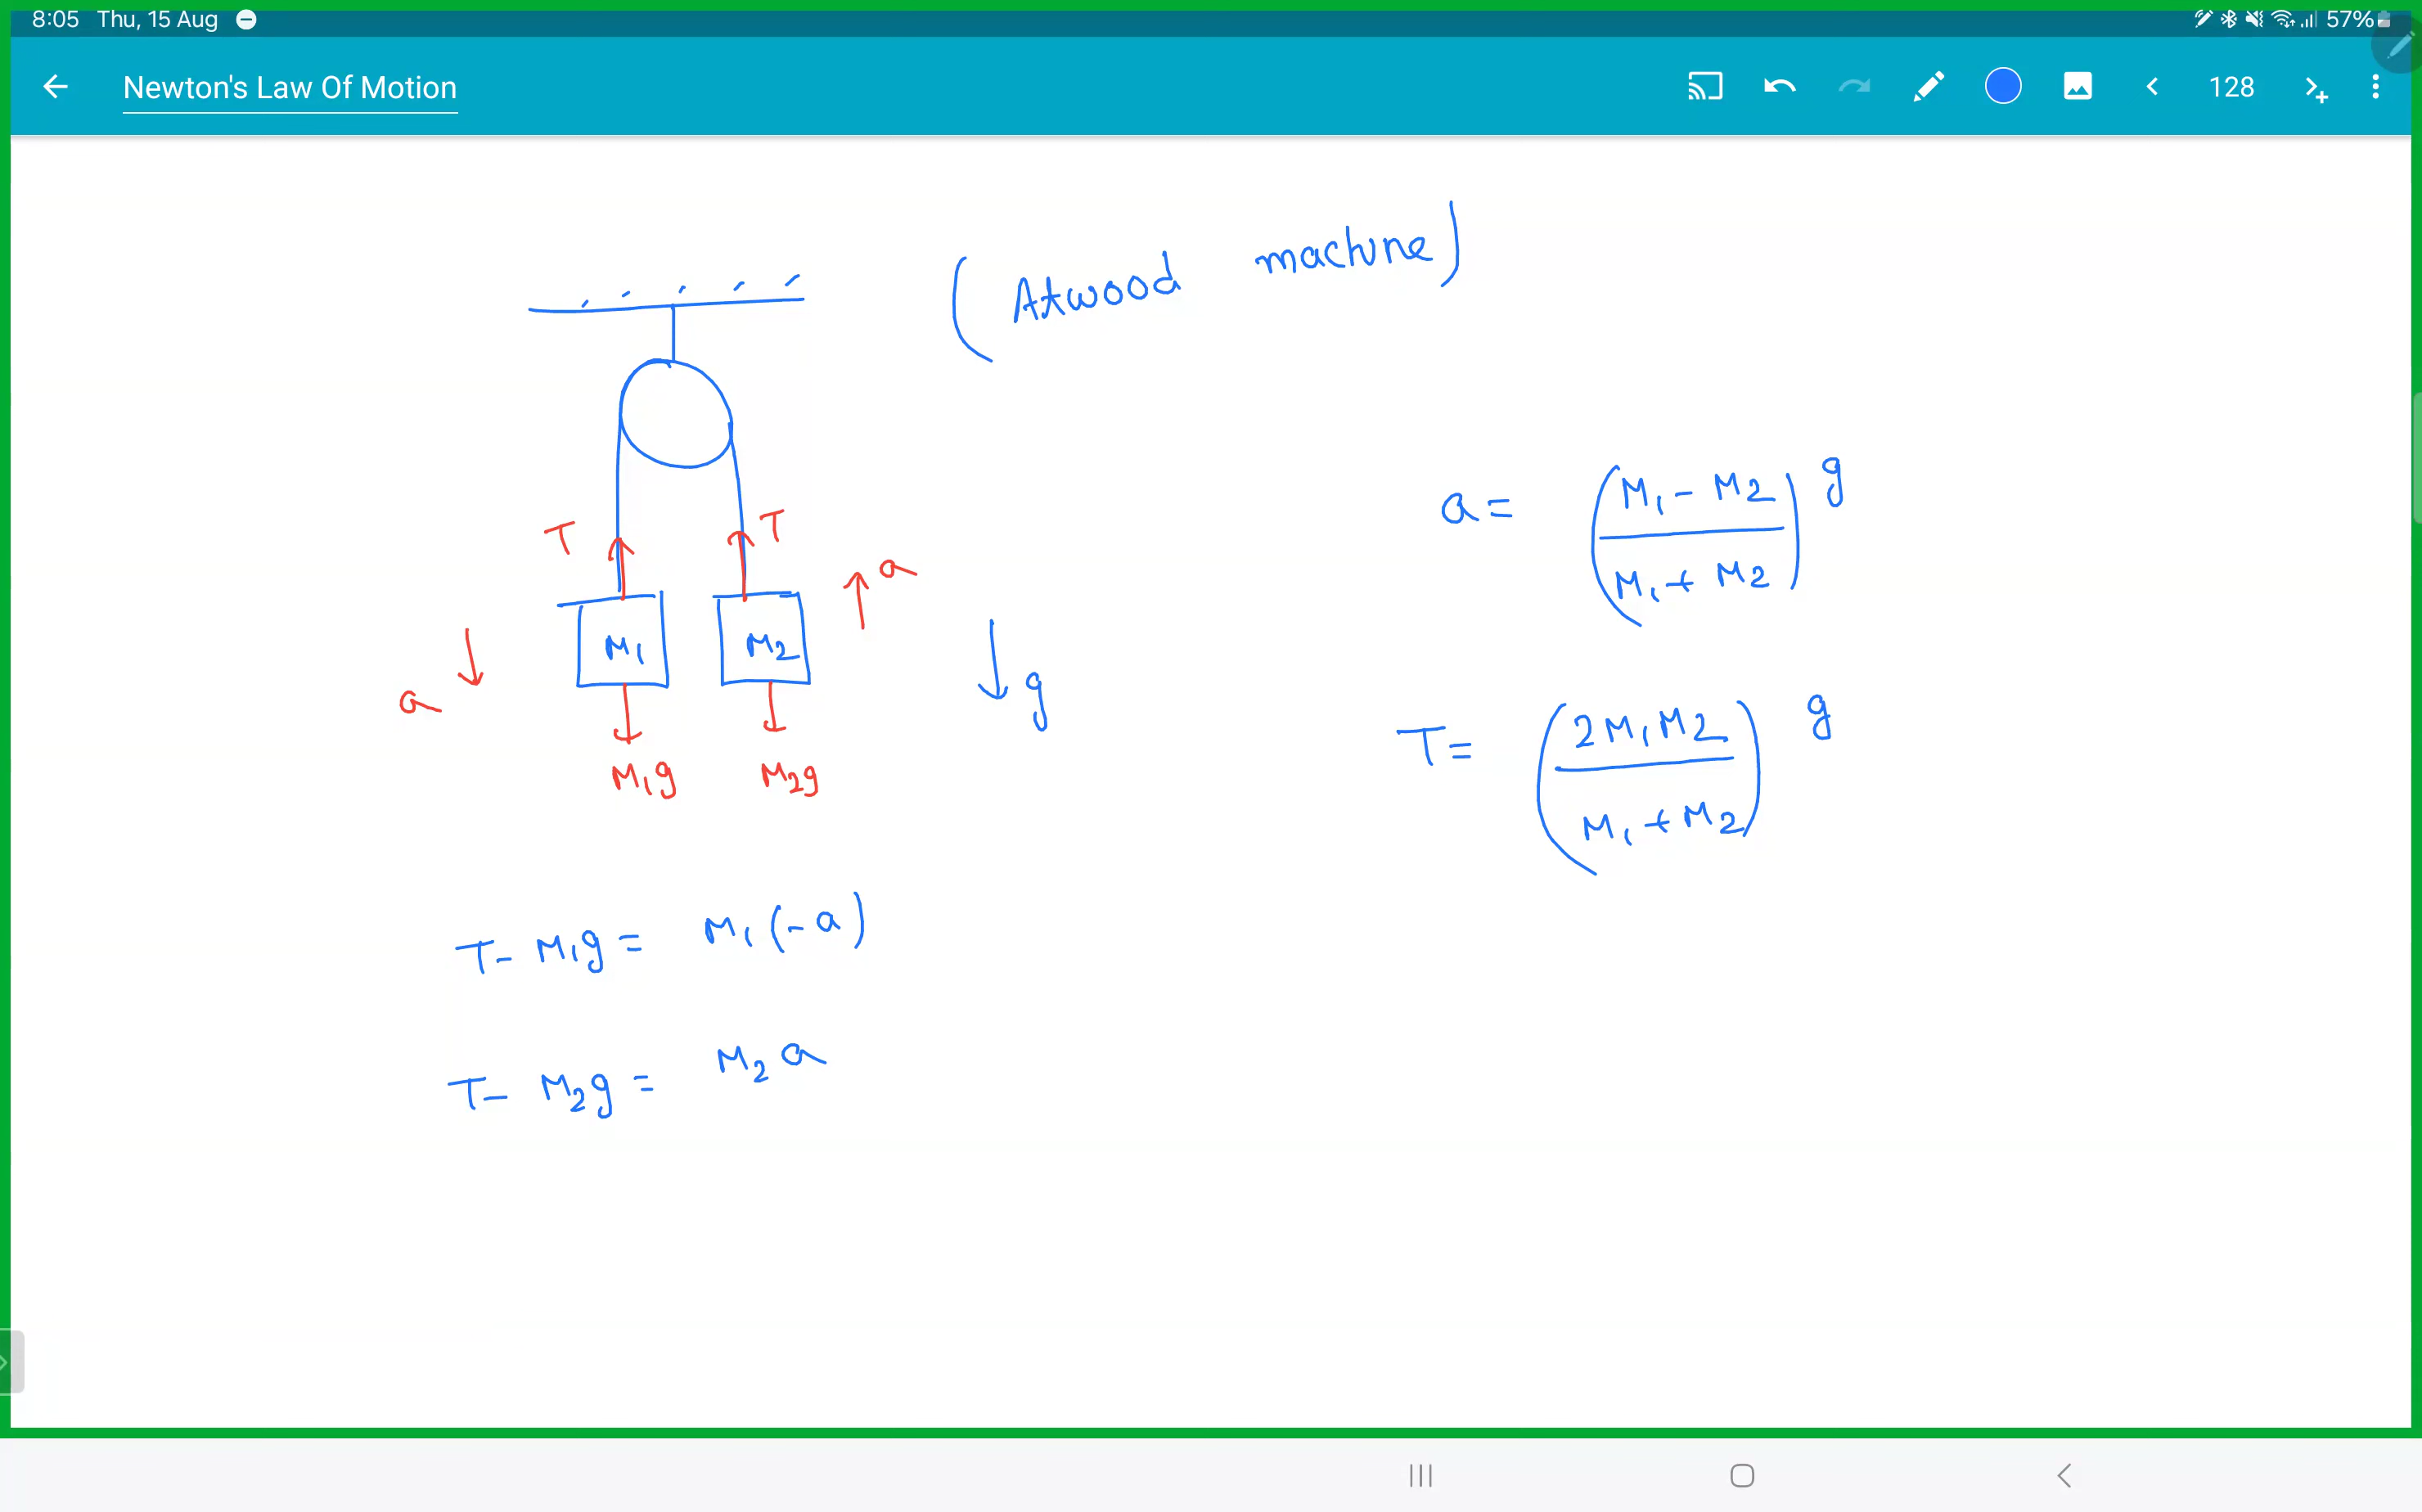 8:05 Thu, 15 Aug 57%
Newton's Law Of Motion 128
(Atwood machine)
T T a
a M1 M2 g
M1g M2g
a = (M1 - M2 / M1 + M2) g
T = (2M1M2 / M1 + M2) g
T - M1g = M1(-a)
T - M2g = M2a